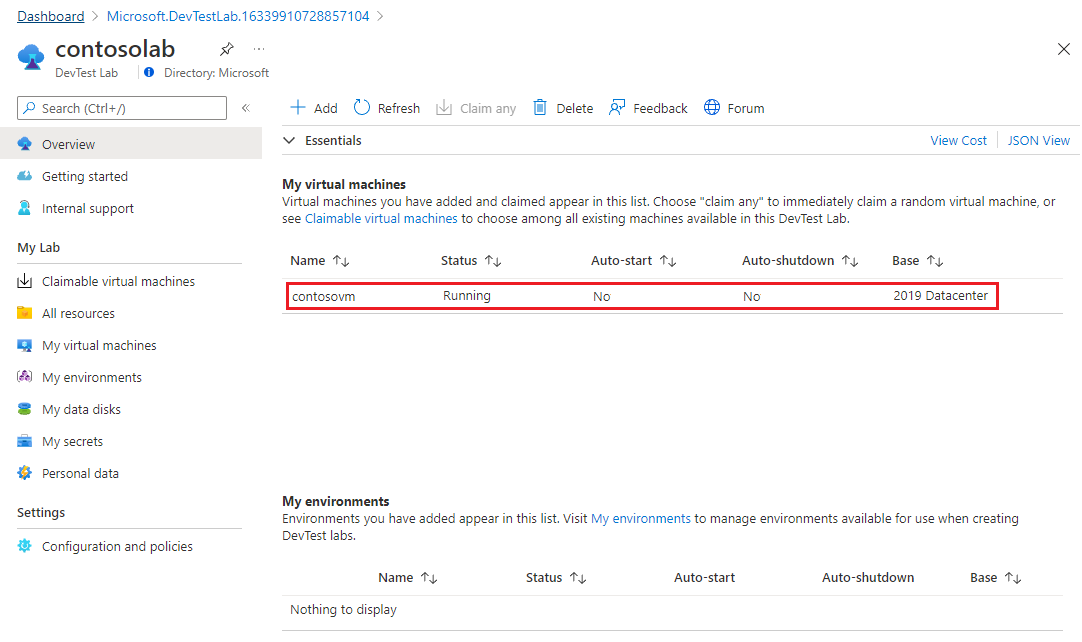 Dashboard > Microsoft.DevTestLab.16339910728857104 >
contosolab
DevTest Lab
Directory: Microsoft
Search (Ctrl+/)
Overview
Getting started
Internal support
My Lab
Claimable virtual machines
All resources
My virtual machines
My environments
My data disks
My secrets
Personal data
Settings
Configuration and policies
Add Refresh Claim any Delete Feedback Forum
Essentials View Cost JSON View
My virtual machines
Virtual machines you have added and claimed appear in this list. Choose "claim any" to immediately claim a random virtual machine, or
see Claimable virtual machines to choose among all existing machines available in this DevTest Lab.
Name Status Auto-start Auto-shutdown Base
contosovm Running No No 2019 Datacenter
My environments
Environments you have added appear in this list. Visit My environments to manage environments available for use when creating
DevTest labs.
Name Status Auto-start Auto-shutdown Base
Nothing to display